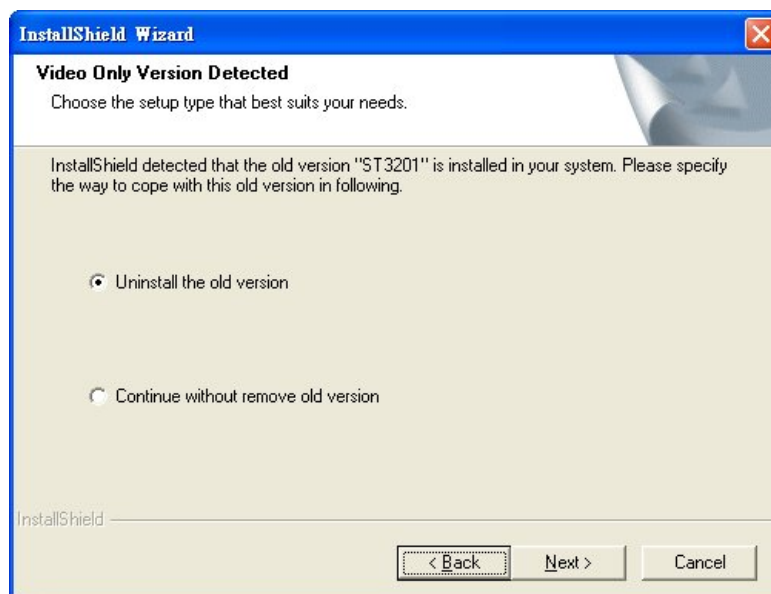 InstallShield Wizard
Video Only Version Detected
Choose the setup type that best suits your needs.
InstallShield detected that the old version "ST3201" is installed in your system. Please specify
the way to cope with this old version in following.
Uninstall the old version
Continue without remove old version
InstallShield
< Back
Next >
Cancel